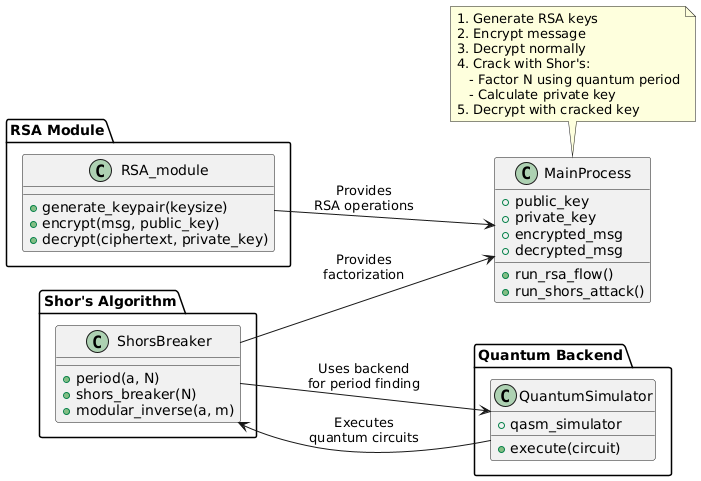 1. Generate RSA keys
2. Encrypt message
3. Decrypt normally
4. Crack with Shor's:
- Factor N using quantum period
- Calculate private key
5. Decrypt with cracked key
RSA Module
C RSA_module
generate_keypair(keysize)
encrypt(msg, public_key)
decrypt(ciphertext, private_key)
Provides
RSA operations
C MainProcess
public_key
private_key
encrypted_msg
decrypted_msg
run_rsa_flow()
run_shors_attack()
Provides
factorization
Shor's Algorithm
C ShorsBreaker
period(a, N)
shors_breaker(N)
modular_inverse(a, m)
Uses backend
for period finding
Executes
quantum circuits
Quantum Backend
C QuantumSimulator
qasm_simulator
execute(circuit)